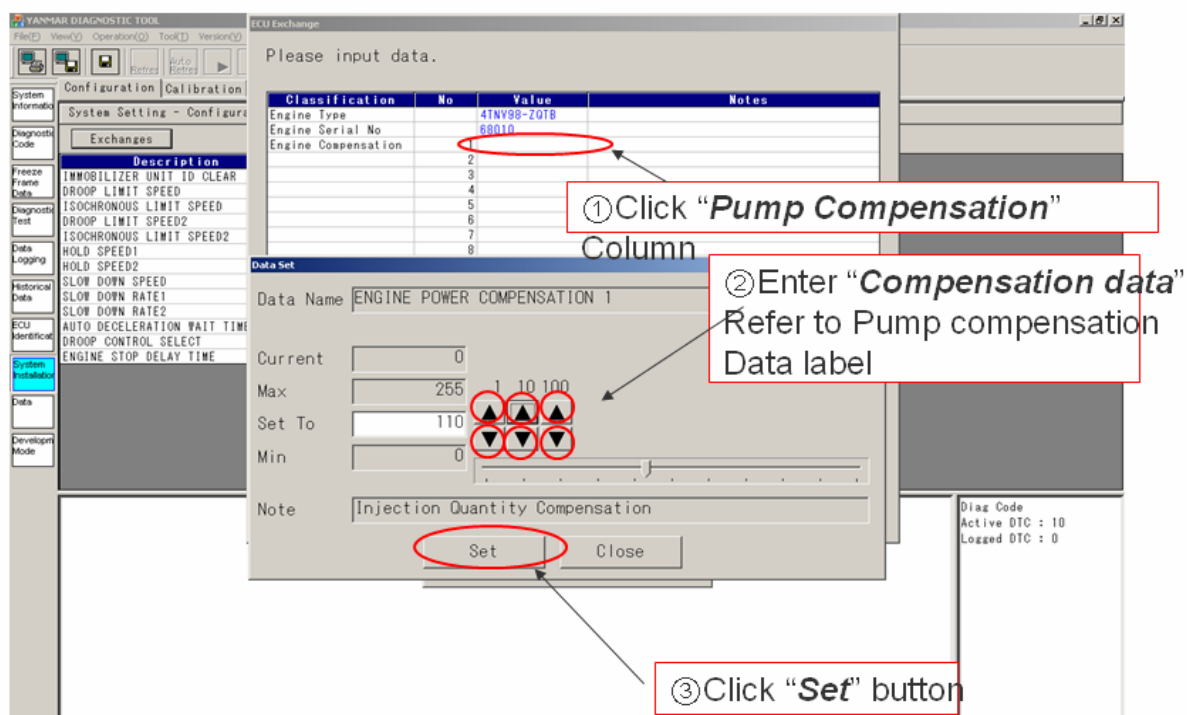 YANMAR DIAGNOSTIC TOOL
File(F) View(V) Operation(O) Tool(T) Version(V)
Retres Auto Retres
Configuration Calibration
System Setting - Configura
Exchanges
Description
IMMOBILIZER UNIT ID CLEAR
DROOP LIMIT SPEED
ISOCHRONOUS LIMIT SPEED
DROOP LIMIT SPEED2
ISOCHRONOUS LIMIT SPEED2
HOLD SPEED1
HOLD SPEED2
SLOW DOWN SPEED
SLOW DOWN RATE1
SLOW DOWN RATE2
AUTO DECELERATION WAIT TIME
DROOP CONTROL SELECT
ENGINE STOP DELAY TIME
System Informatio
Diagnostic Code
Freeze Frame Data
Diagnosti Test
Data Logging
Historical Data
ECU Identificat
System Installation
Data
Developm Mode
ECU Exchange
Please input data.
Classification No Value Notes
Engine Type 4TNV98-ZQTB
Engine Serial No 68010
Engine Compensation 1
2
3
4
5
6
7
8
①Click “Pump Compensation”
Column
②Enter “Compensation data”
Refer to Pump compensation
Data label
Data Set
Data Name ENGINE POWER COMPENSATION 1
Current 0
Max 255 1 10 100
Set To 110
Min 0
Note Injection Quantity Compensation
Set Close
③Click “Set” button
Diag Code
Active DTC : 10
Logged DTC : 0